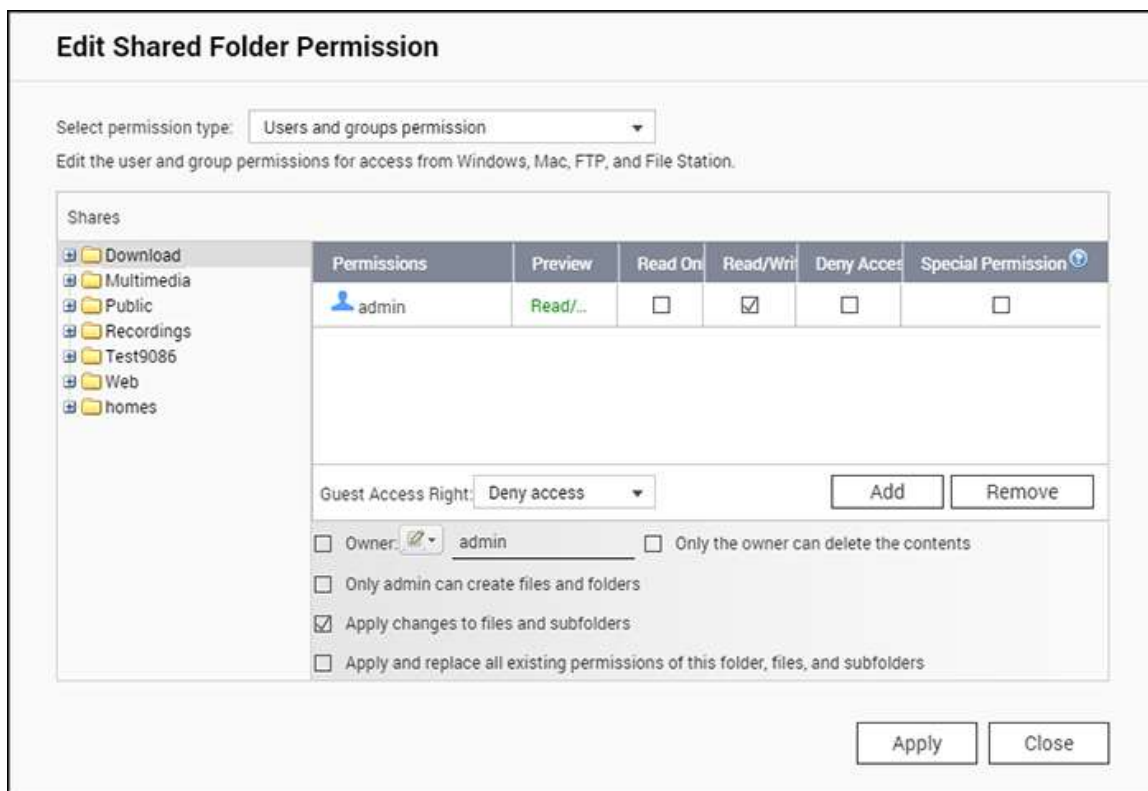 Edit Shared Folder Permission
Select permission type: Users and groups permission
Edit the user and group permissions for access from Windows, Mac, FTP, and File Station.
Shares
Download
Multimedia
Public
Recordings
Test9086
Web
homes
Permissions Preview Read On Read/Writ Deny Acces Special Permission
admin Read/...
Guest Access Right: Deny access Add Remove
Owner: admin Only the owner can delete the contents
Only admin can create files and folders
Apply changes to files and subfolders
Apply and replace all existing permissions of this folder, files, and subfolders
Apply Close